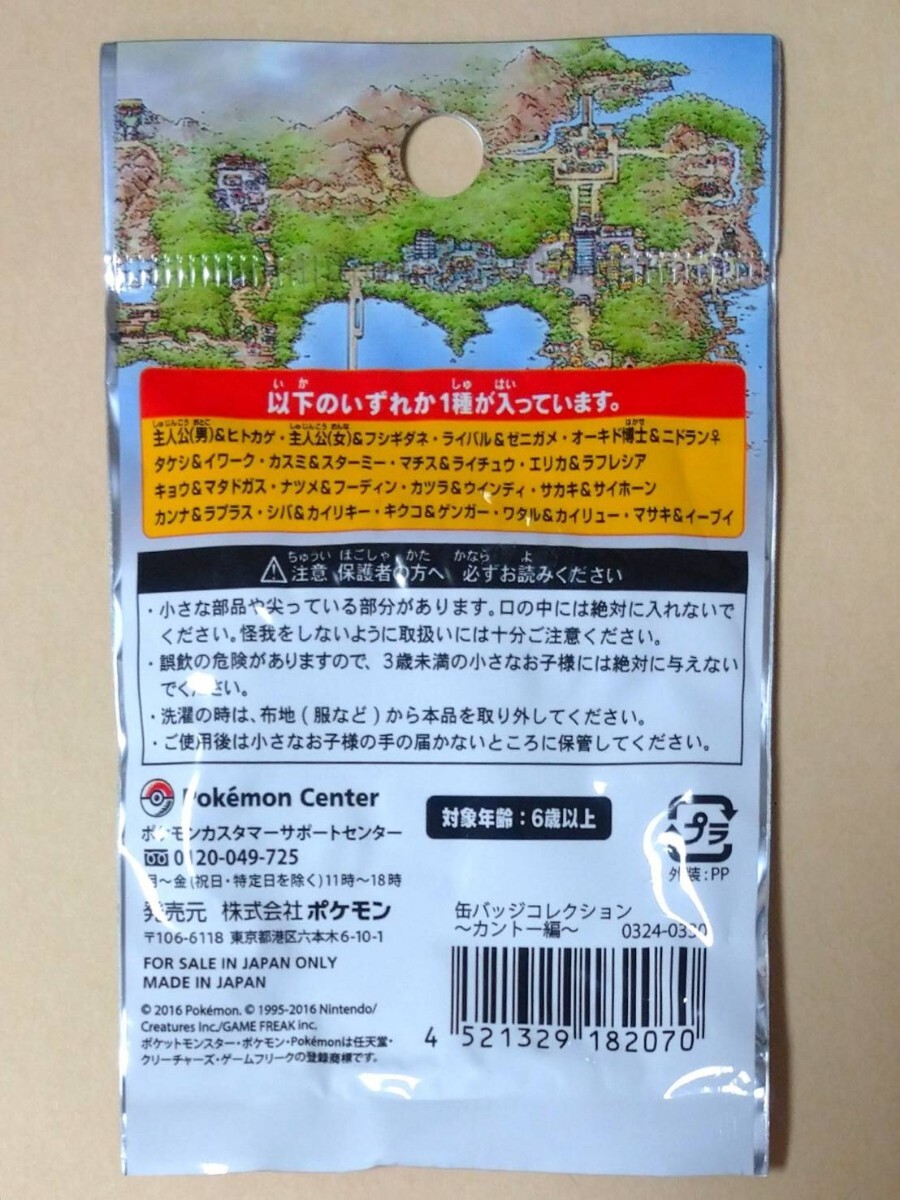 以下のいずれか1種が入っています。
主人公(男)&ヒトカゲ・主人公(女)&フシギダネ・ライバル&ゼニガメ・オーキド博士&ニドラン♀
タケシ&イワーク・カスミ&スターミー・マチス&ライチュウ・エリカ&ラフレシア
キョウ&マタドガス・ナツメ&フーディン・カツラ&ウインディ・サカキ&サイホーン
カンナ&ラプラス・シバ&カイリキー・キクコ&ゲンガー・ワタル&カイリュー・マサキ&イーブイ
⚠注意 保護者の方へ 必ずお読みください
・小さな部品や尖っている部分があります。口の中には絶対に入れないで
ください。怪我をしないように取扱いには十分ご注意ください。
・誤飲の危険がありますので、3歳未満の小さなお子様には絶対に与えない
でください。
・洗濯の時は、布地(服など)から本品を取り外してください。
・ご使用後は小さなお子様の手の届かないところに保管してください。
Pokémon Center
ポケモンカスタマーサポートセンター
0120-049-725
月〜金(祝日・特定日を除く)11時〜18時
発売元 株式会社ポケモン
〒106-6118 東京都港区六本木6-10-1
FOR SALE IN JAPAN ONLY
MADE IN JAPAN
© 2016 Pokémon. © 1995-2016 Nintendo/
Creatures Inc./GAME FREAK inc.
ポケットモンスター・ポケモン・Pokémonは任天堂・
クリーチャーズ・ゲームフリークの登録商標です。
対象年齢:6歳以上
プラ
外装:PP
缶バッジコレクション
〜カントー編〜 0324-0330
4 521329 182070